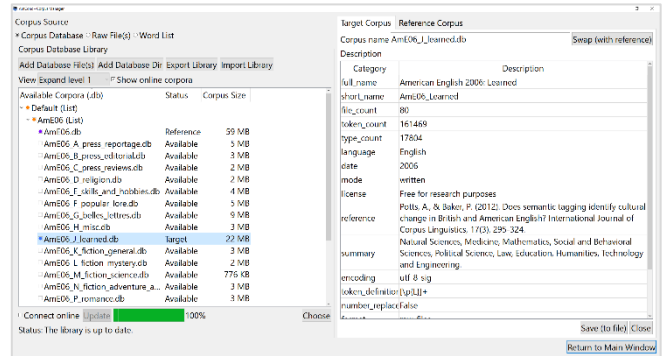 Corpus Source
Corpus Database Raw File(s) Word List
Corpus Database Library
Add Database File(s) Add Database Dir Export Library Import Library
View Expand level 1 Show online corpora
Available Corpora (.db) Status Corpus Size
Default (List)
AmE06 (List)
AmE06.db Reference 59 MB
AmE06_A_press_reportage.db Available 5 MB
AmE06_B_press_editorial.db Available 3 MB
AmE06_C_press_reviews.db Available 2 MB
AmE06_D_religion.db Available 2 MB
AmE06_E_skills_and_hobbies.db Available 4 MB
AmE06_F_popular_lore.db Available 5 MB
AmE06_G_belles_lettres.db Available 9 MB
AmE06_H_misc.db Available 3 MB
AmE06_J_learned.db Target 22 MB
AmE06_K_fiction_general.db Available 3 MB
AmE06_L_fiction_mystery.db Available 2 MB
AmE06_M_fiction_science.db Available 776 KB
AmE06_N_fiction_adventure_a... Available 3 MB
AmE06_P_romance.db Available 3 MB
Connect online Update 100% Choose
Status: The library is up to date.
Target Corpus Reference Corpus
Corpus name AmE06_J_learned.db Swap (with reference)
Description
Category Description
full_name American English 2006: Learned
short_name AmE06_Learned
file_count 80
token_count 161469
type_count 17804
language English
date 2006
mode written
license Free for research purposes
reference Potts, A., & Baker, P. (2012). Does semantic tagging identify cultural
change in British and American English? International Journal of
Corpus Linguistics, 17(3), 295-324.
summary Natural Sciences, Medicine, Mathematics, Social and Behavioral
Sciences, Political Science, Law, Education, Humanities, Technology
and Engineering.
encoding utf-8-sig
token_definition [\p{L}]+
number_replace False
Save (to file) Close
Return to Main Window